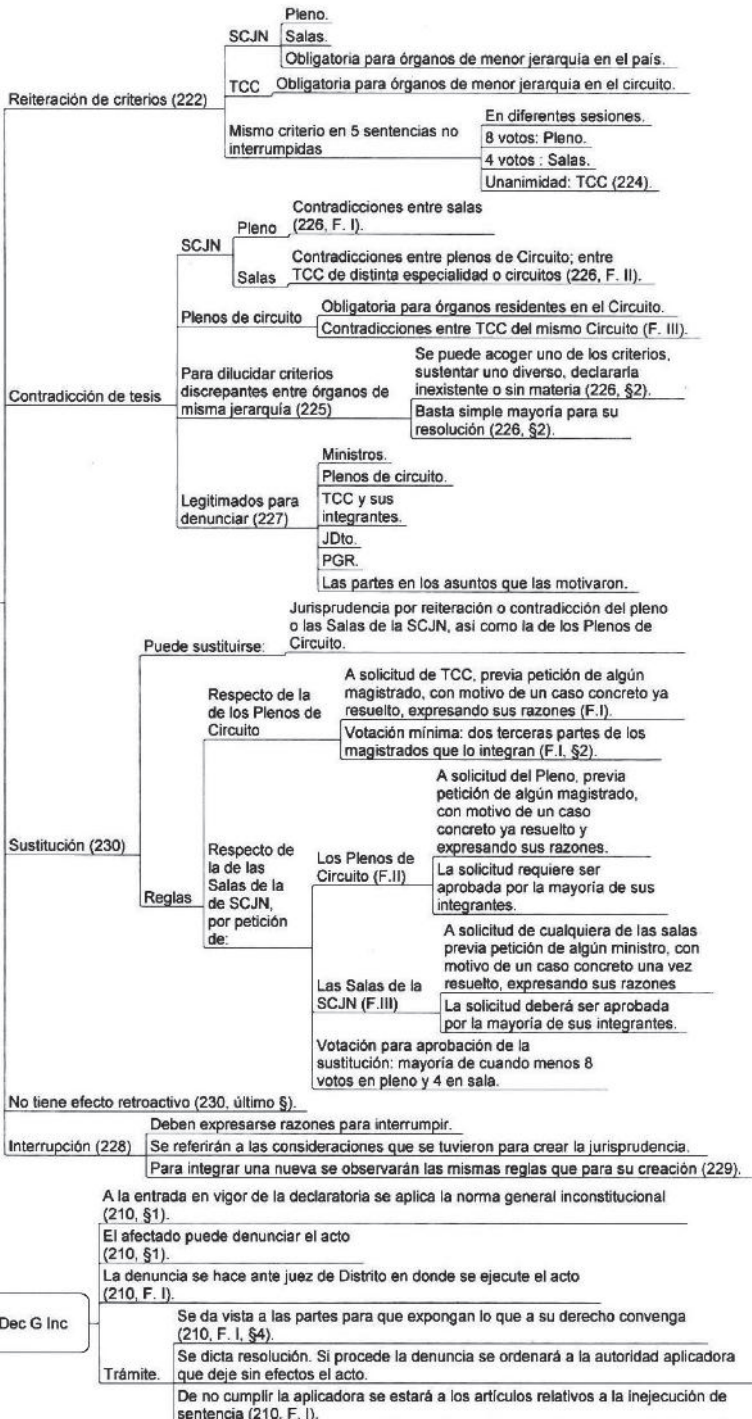 Pleno.
SCJN
Salas.
Obligatoria para órganos de menor jerarquía en el país.
Reiteración de criterios (222)
TCC
Obligatoria para órganos de menor jerarquía en el circuito.
Mismo criterio en 5 sentencias no
interrumpidas
En diferentes sesiones.
8 votos: Pleno.
4 votos : Salas.
Unanimidad: TCC (224).
Contradicción de tesis
SCJN
Pleno
Contradicciones entre salas
(226, F. I).
Salas
Contradicciones entre plenos de Circuito; entre
TCC de distinta especialidad o circuitos (226, F. II).
Plenos de circuito
Obligatoria para órganos residentes en el Circuito.
Contradicciones entre TCC del mismo Circuito (F. III).
Para dilucidar criterios
discrepantes entre órganos de
misma jerarquía (225)
Se puede acoger uno de los criterios,
sustentar uno diverso, declararla
inexistente o sin materia (226, §2).
Basta simple mayoría para su
resolución (226, §2).
Legitimados para
denunciar (227)
Ministros.
Plenos de circuito.
TCC y sus
integrantes.
JDto.
PGR.
Las partes en los asuntos que las motivaron.
Sustitución (230)
Puede sustituirse:
Jurisprudencia por reiteración o contradicción del pleno
o las Salas de la SCJN, así como la de los Plenos de
Circuito.
Reglas
Respecto de la
de los Plenos de
Circuito
A solicitud de TCC, previa petición de algún
magistrado, con motivo de un caso concreto ya
resuelto, expresando sus razones (F.I).
Votación mínima: dos terceras partes de los
magistrados que lo integran (F.I, §2).
Respecto de
la de las
Salas de la
de SCJN,
por petición
de:
Los Plenos de
Circuito (F.II)
A solicitud del Pleno, previa
petición de algún magistrado,
con motivo de un caso
concreto ya resuelto y
expresando sus razones.
La solicitud requiere ser
aprobada por la mayoría de sus
integrantes.
Las Salas de la
SCJN (F.III)
A solicitud de cualquiera de las salas
previa petición de algún ministro, con
motivo de un caso concreto una vez
resuelto, expresando sus razones
La solicitud deberá ser aprobada
por la mayoría de sus integrantes.
Votación para aprobación de la
sustitución: mayoría de cuando menos 8
votos en pleno y 4 en sala.
No tiene efecto retroactivo (230, último §).
Interrupción (228)
Deben expresarse razones para interrumpir.
Se referirán a las consideraciones que se tuvieron para crear la jurisprudencia.
Para integrar una nueva se observarán las mismas reglas que para su creación (229).
Dec G Inc
A la entrada en vigor de la declaratoria se aplica la norma general inconstitucional
(210, §1).
El afectado puede denunciar el acto
(210, §1).
La denuncia se hace ante juez de Distrito en donde se ejecute el acto
(210, F. I).
Trámite.
Se da vista a las partes para que expongan lo que a su derecho convenga
(210, F. I, §4).
Se dicta resolución. Si procede la denuncia se ordenará a la autoridad aplicadora
que deje sin efectos el acto.
De no cumplir la aplicadora se estará a los artículos relativos a la inejecución de
sentencia (210, F. I).